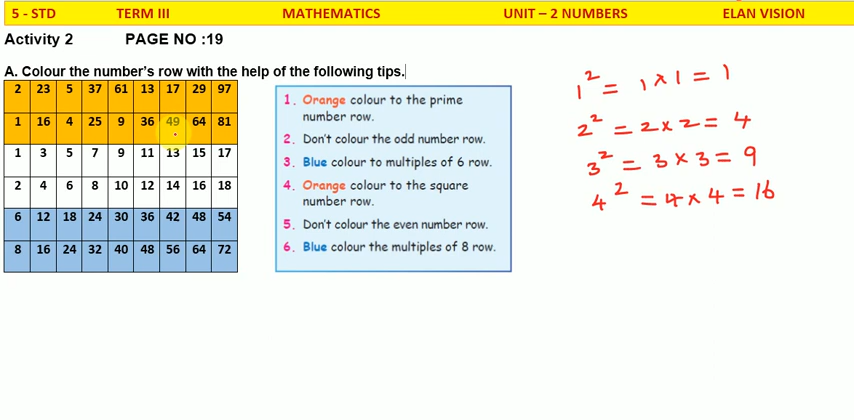 5 - STD TERM III MATHEMATICS UNIT – 2 NUMBERS ELAN VISION
Activity 2 PAGE NO :19
A. Colour the number's row with the help of the following tips.
2 23 5 37 61 13 17 29 97
1 16 4 25 9 36 49 64 81
1 3 5 7 9 11 13 15 17
2 4 6 8 10 12 14 16 18
6 12 18 24 30 36 42 48 54
8 16 24 32 40 48 56 64 72
1. Orange colour to the prime
number row.
2. Don't colour the odd number row.
3. Blue colour to multiples of 6 row.
4. Orange colour to the square
number row.
5. Don't colour the even number row.
6. Blue colour the multiples of 8 row.
1² = 1 × 1 = 1
2² = 2 × 2 = 4
3² = 3 × 3 = 9
4² = 4 × 4 = 16